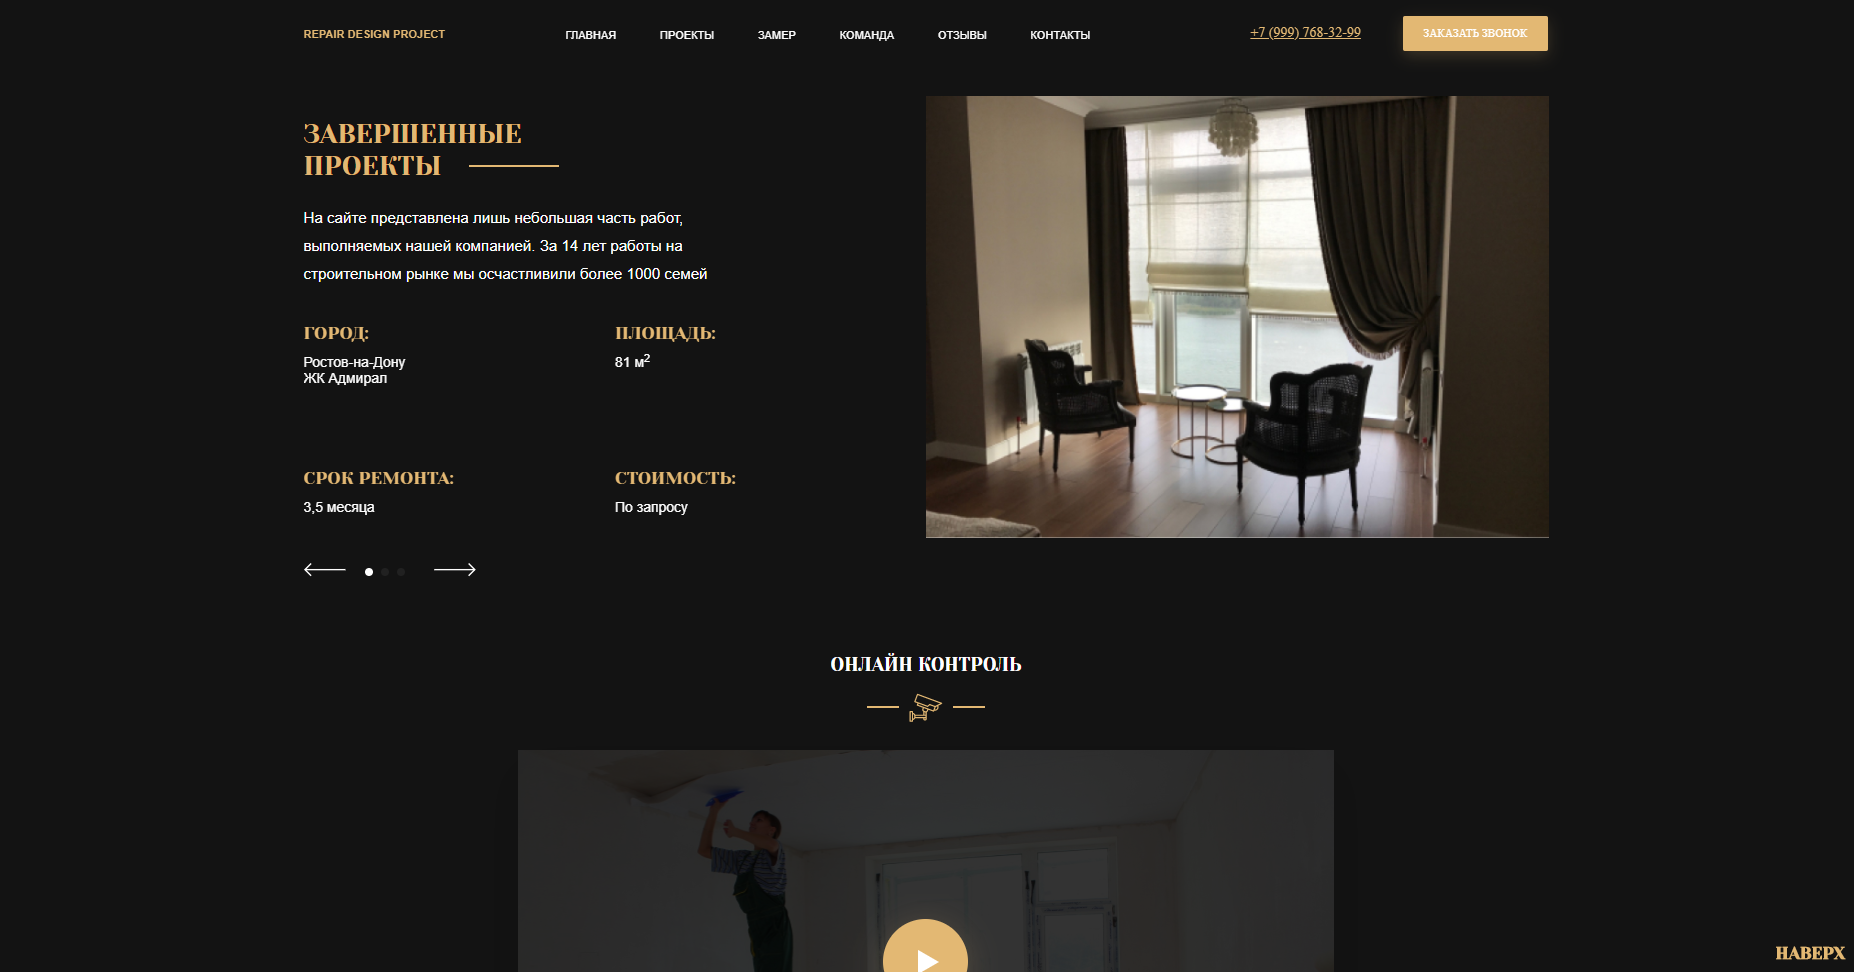 REPAIR DESIGN PROJECT
ГЛАВНАЯ
ПРОЕКТЫ
ЗАМЕР
КОМАНДА
ОТЗЫВЫ
КОНТАКТЫ
+7 (999) 768-32-99
ЗАКАЗАТЬ ЗВОНОК
ЗАВЕРШЕННЫЕ
ПРОЕКТЫ
На сайте представлена лишь небольшая часть работ,
выполняемых нашей компанией. За 14 лет работы на
строительном рынке мы осчастливили более 1000 семей
ГОРОД:
Ростов-на-Дону
ЖК Адмирал
ПЛОЩАДЬ:
81 м²
СРОК РЕМОНТА:
3,5 месяца
СТОИМОСТЬ:
По запросу
ОНЛАЙН КОНТРОЛЬ
НАВЕРХ